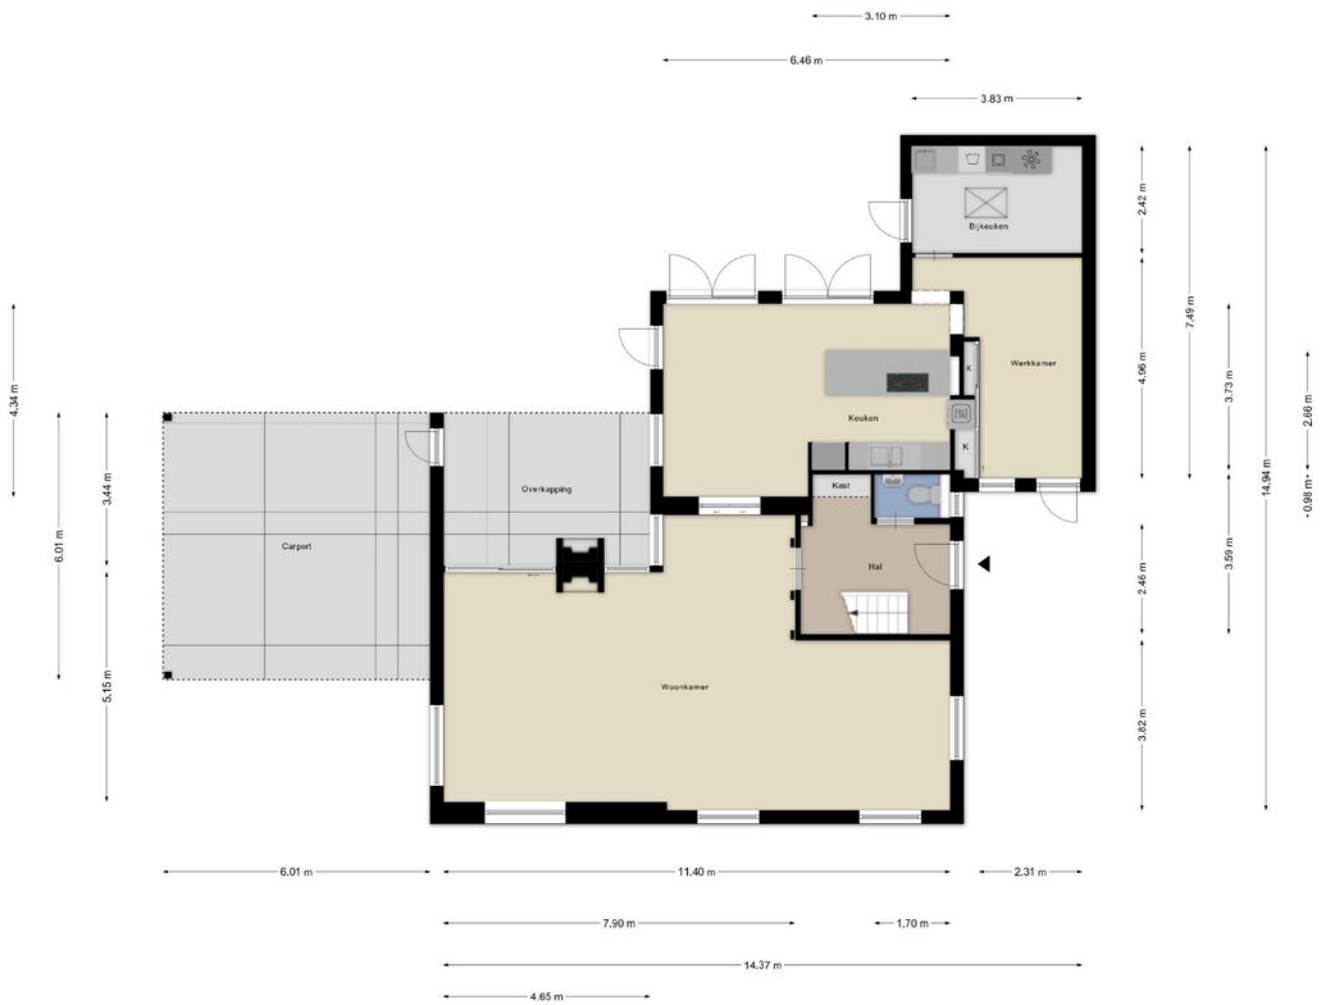 3.10 m
6.46 m
3.83 m
2.42 m
Bijkeuken
7.49 m
4.34 m
4.96 m
Werkkamer
K
3.73 m
2.66 m
Keuken
K
14.94 m
3.44 m
Kast
Overkapping
0.98 m
6.01 m
Carport
Hal
2.46 m
3.59 m
5.15 m
Woonkamer
3.82 m
6.01 m
11.40 m
2.31 m
7.90 m
1.70 m
14.37 m
4.65 m